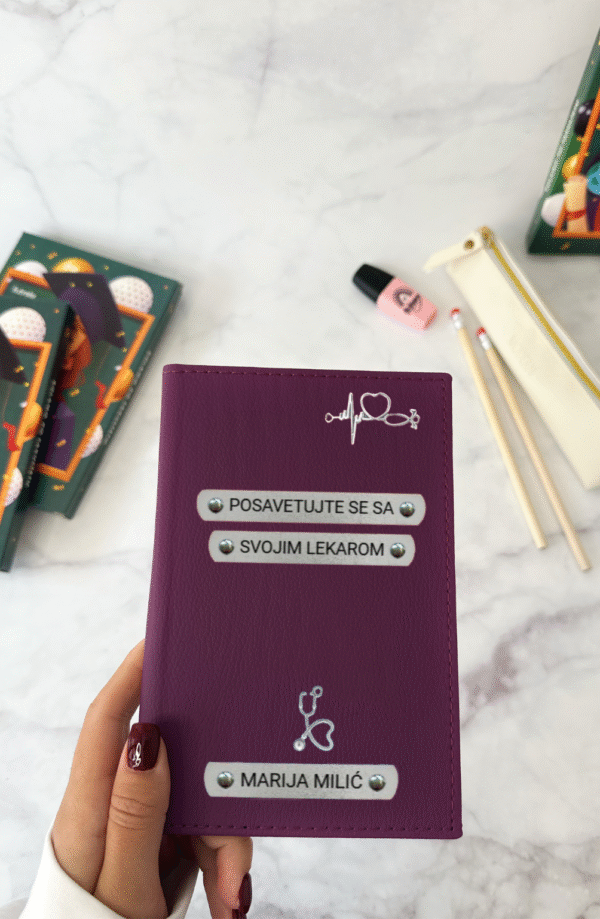 POSAVETUJTE SE SA
SVOJIM LEKAROM
MARIJA MILIĆ